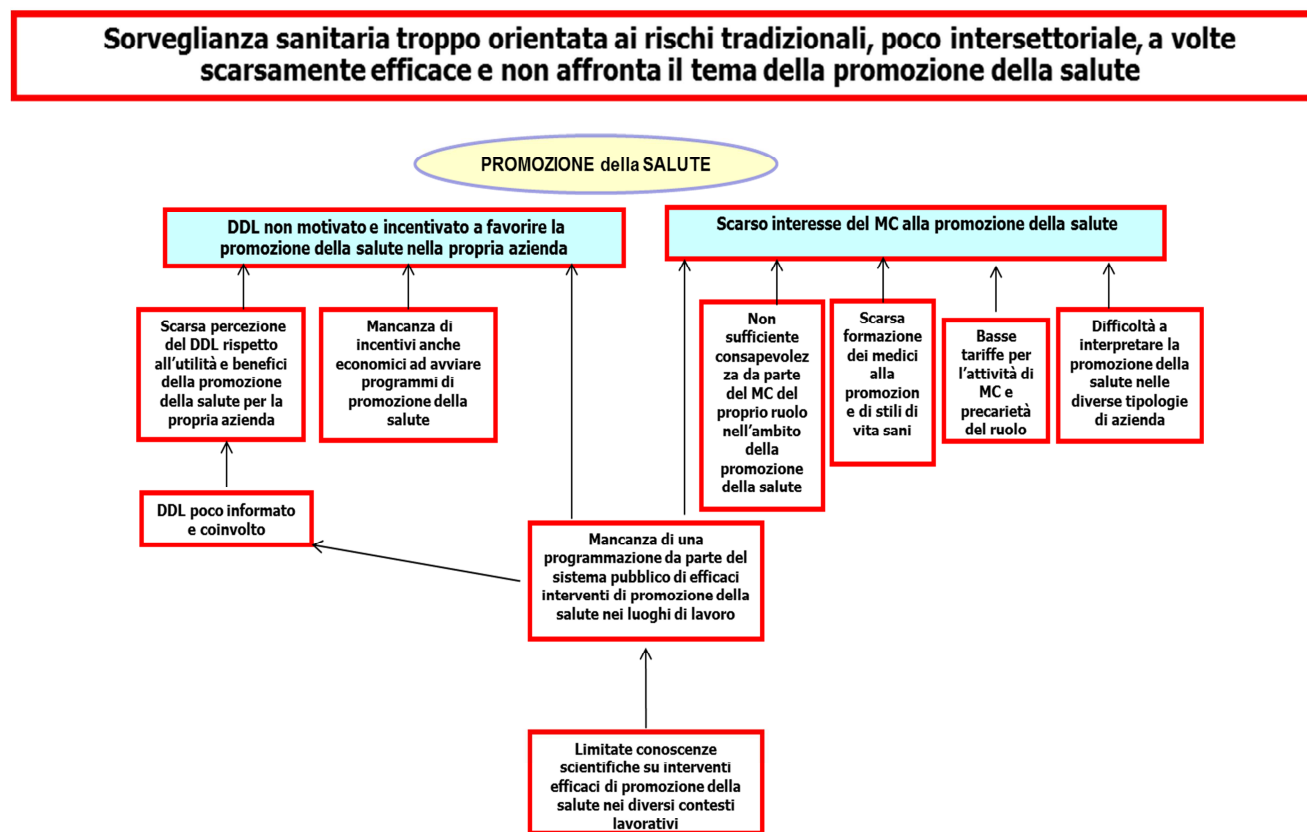 Sorveglianza sanitaria troppo orientata ai rischi tradizionali, poco intersettoriale, a volte
scarsamente efficace e non affronta il tema della promozione della salute
PROMOZIONE della SALUTE
DDL non motivato e incentivato a favorire la
promozione della salute nella propria azienda
Scarso interesse del MC alla promozione della salute
Scarsa percezione
del DDL rispetto
all'utilità e benefici
della promozione
della salute per la
propria azienda
Mancanza di
incentivi anche
economici ad avviare
programmi di
promozione della
salute
Non
sufficiente
consapevolez
za da parte
del MC del
proprio ruolo
nell'ambito
della
promozione
della salute
Scarsa
formazione
dei medici
alla
promozion
e di stili di
vita sani
Basse
tariffe per
l'attività di
MC e
precarietà
del ruolo
Difficoltà a
interpretare la
promozione della
salute nelle
diverse tipologie
di azienda
DDL poco informato
e coinvolto
Mancanza di una
programmazione da parte del
sistema pubblico di efficaci
interventi di promozione della
salute nei luoghi di lavoro
Limitate conoscenze
scientifiche su interventi
efficaci di promozione della
salute nei diversi contesti
lavorativi